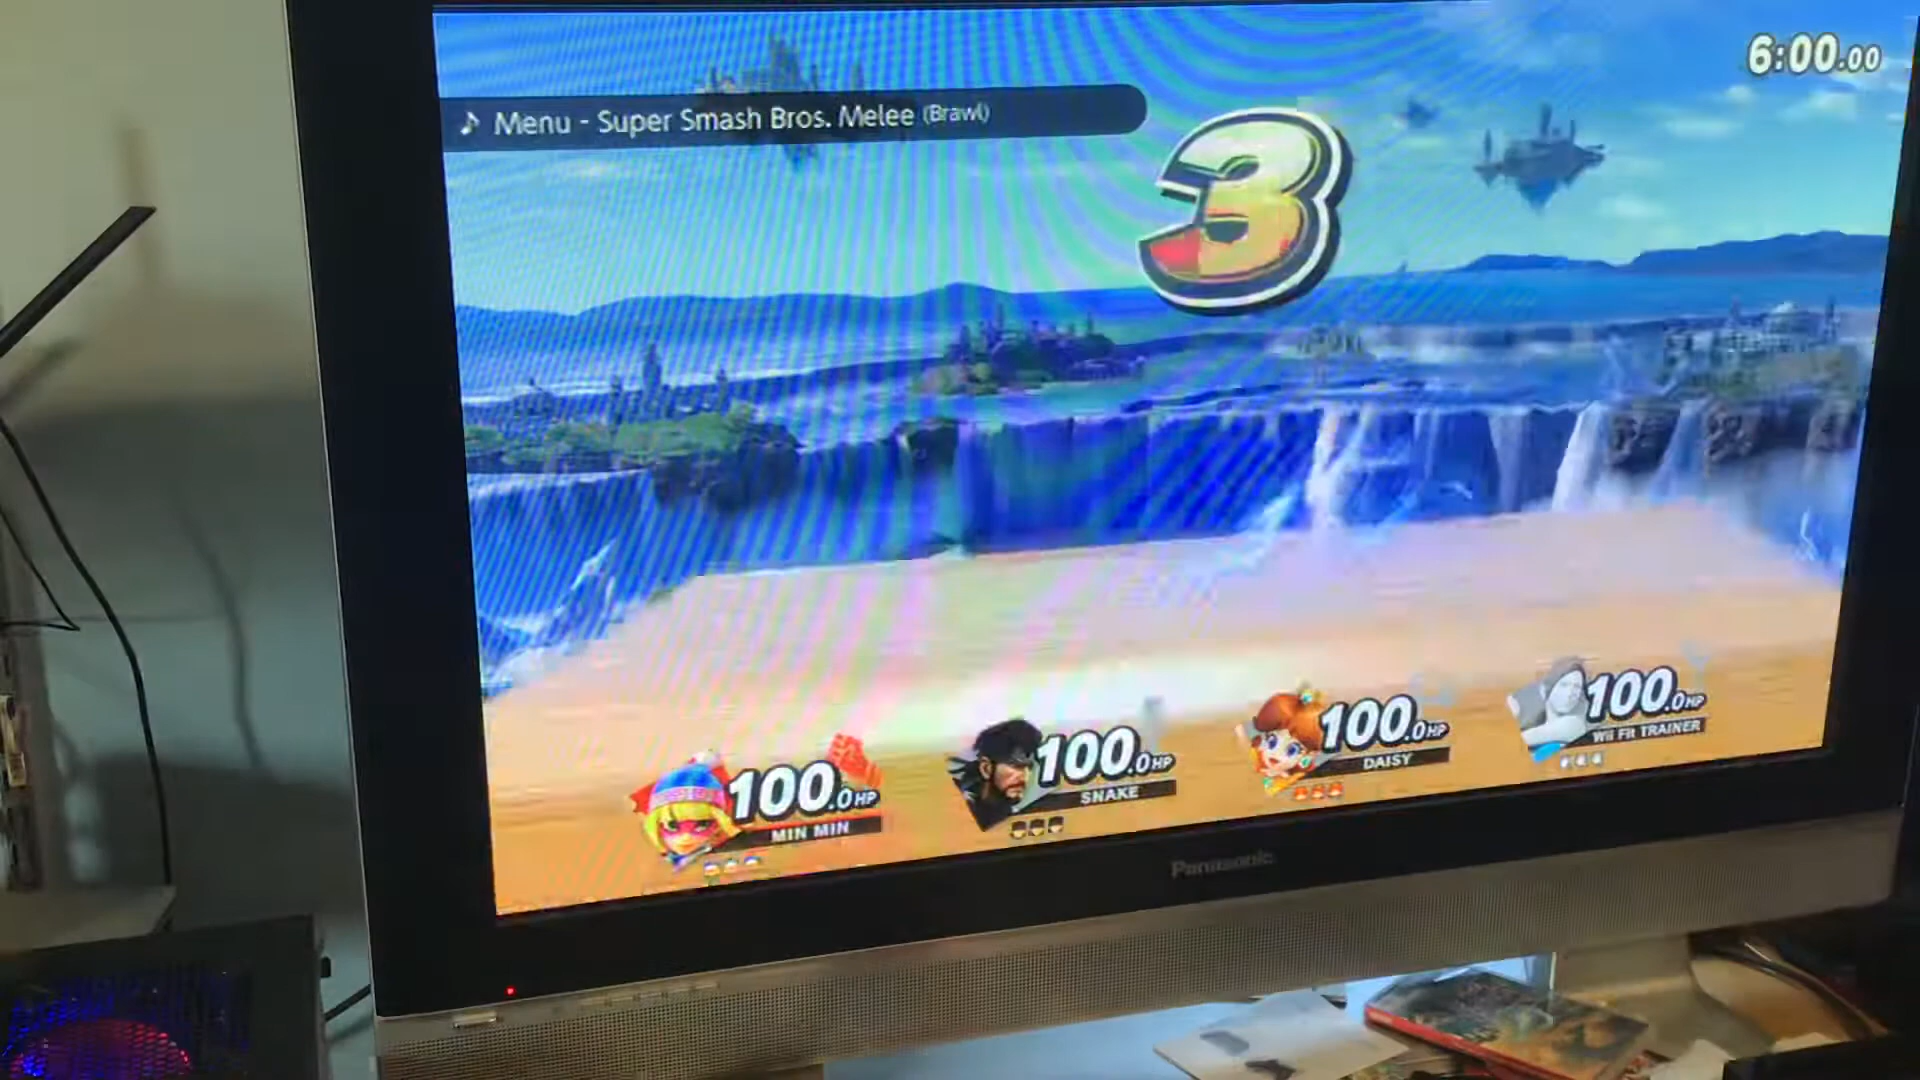 6:00.00
♪ Menu - Super Smash Bros. Melee (Brawl)
3
100.0HP
MIN MIN
100.0HP
SNAKE
100.0HP
DAISY
100.0HP
Wii Fit TRAINER
Panasonic